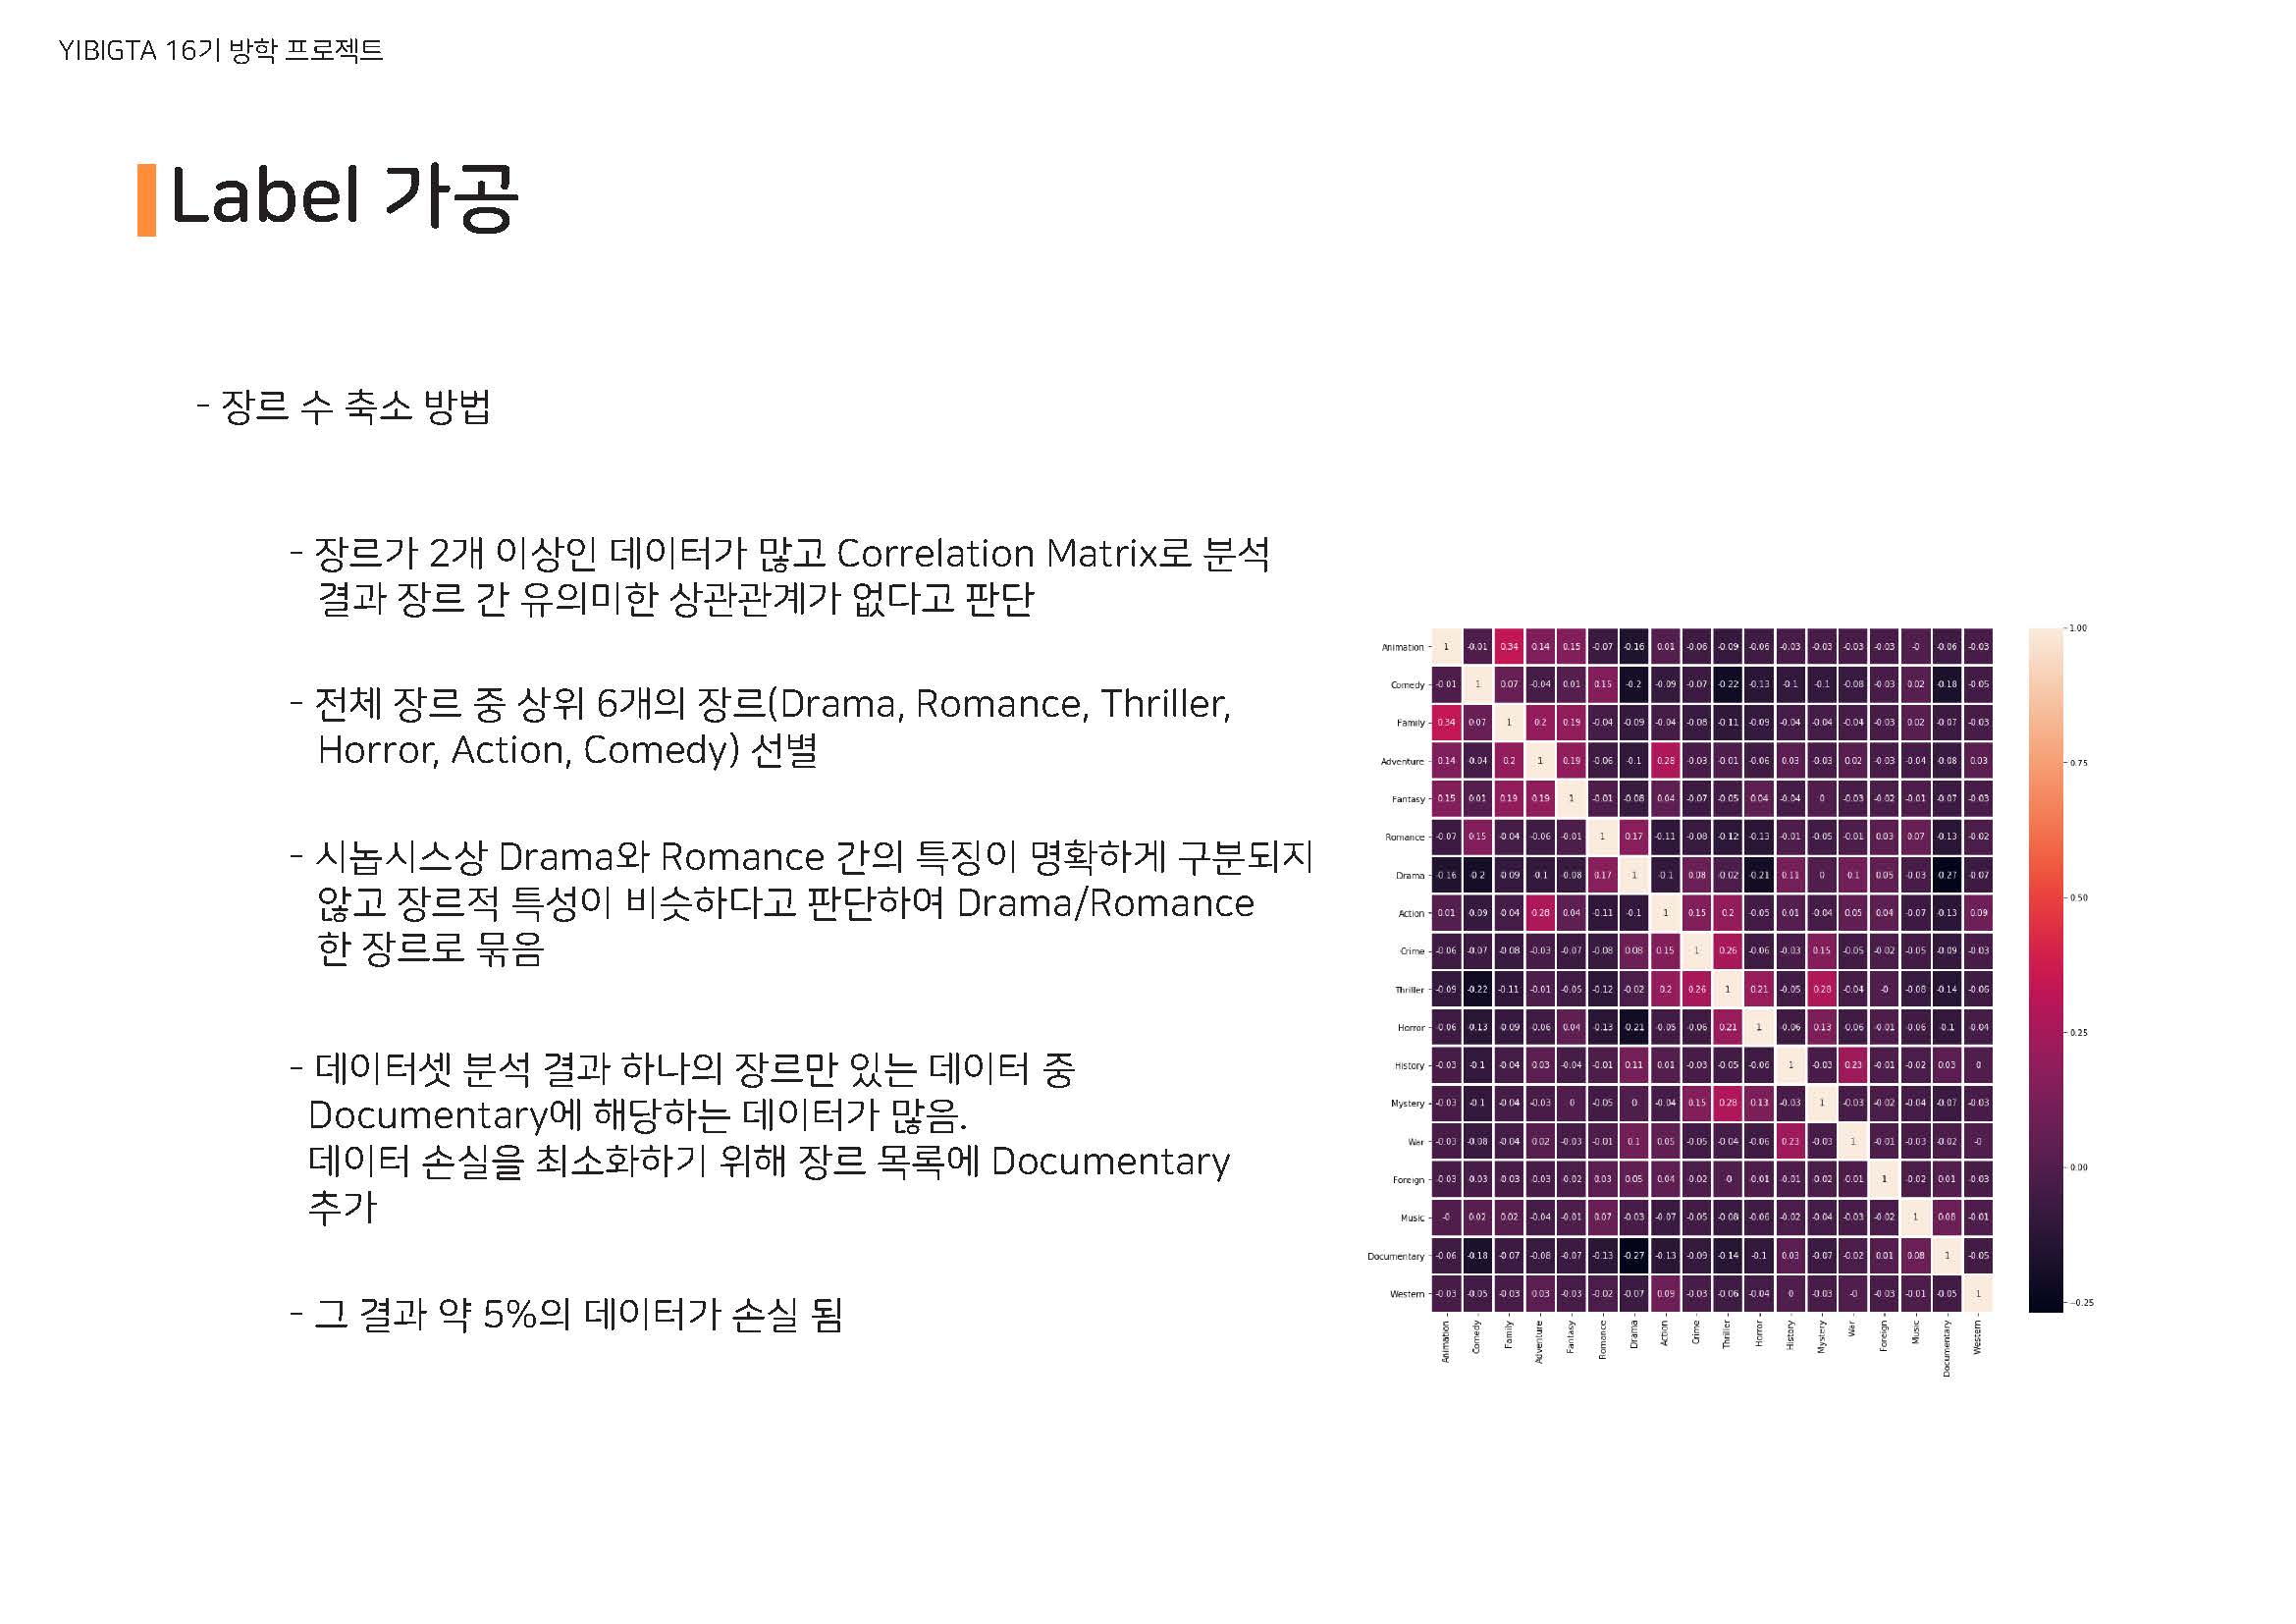 YIBIGTA 16기 방학 프로젝트
Label 가공
- 장르 수 축소 방법
- 장르가 2개 이상인 데이터가 많고 Correlation Matrix로 분석
결과 장르 간 유의미한 상관관계가 없다고 판단
- 전체 장르 중 상위 6개의 장르(Drama, Romance, Thriller,
Horror, Action, Comedy) 선별
- 시놉시스상 Drama와 Romance 간의 특징이 명확하게 구분되지
않고 장르적 특성이 비슷하다고 판단하여 Drama/Romance
한 장르로 묶음
- 데이터셋 분석 결과 하나의 장르만 있는 데이터 중
Documentary에 해당하는 데이터가 많음.
데이터 손실을 최소화하기 위해 장르 목록에 Documentary
추가
- 그 결과 약 5%의 데이터가 손실 됨
Animation 1 -0.01 0.34 0.14 0.15 -0.07 -0.16 0.01 -0.06 -0.09 -0.06 -0.03 -0.03 -0.03 -0.03 -0 -0.06 -0.03
Comedy -0.01 1 0.07 -0.04 0.01 0.15 -0.2 -0.09 -0.07 -0.22 -0.13 -0.1 -0.1 -0.08 -0.03 0.02 -0.18 -0.05
Family 0.34 0.07 1 0.2 0.19 -0.04 -0.09 -0.04 -0.08 -0.11 -0.09 -0.04 -0.04 -0.04 -0.03 0.02 -0.07 -0.03
Adventure 0.14 -0.04 0.2 1 0.19 -0.06 -0.1 0.28 -0.03 -0.01 -0.06 0.03 -0.03 0.02 -0.03 -0.04 -0.08 0.03
Fantasy 0.15 0.01 0.19 0.19 1 -0.01 -0.08 0.04 -0.07 -0.05 0.04 -0.04 0 -0.03 -0.02 -0.01 -0.07 -0.03
Romance -0.07 0.15 -0.04 -0.06 -0.01 1 0.17 -0.11 -0.08 -0.12 -0.13 -0.01 -0.05 -0.01 0.03 0.07 -0.13 -0.02
Drama -0.16 -0.2 -0.09 -0.1 -0.08 0.17 1 -0.1 0.08 -0.02 -0.21 0.11 0 0.1 0.05 -0.03 -0.27 -0.07
Action 0.01 -0.09 -0.04 0.28 0.04 -0.11 -0.1 1 0.15 0.2 -0.05 0.01 -0.04 0.05 0.04 -0.07 -0.13 0.09
Crime -0.06 -0.07 -0.08 -0.03 -0.07 -0.08 0.08 0.15 1 0.26 -0.06 -0.03 0.15 -0.05 -0.02 -0.05 -0.09 -0.03
Thriller -0.09 -0.22 -0.11 -0.01 -0.05 -0.12 -0.02 0.2 0.26 1 0.21 -0.05 0.28 -0.04 -0 -0.08 -0.14 -0.06
Horror -0.06 -0.13 -0.09 -0.06 0.04 -0.13 -0.21 -0.05 -0.06 0.21 1 -0.06 0.13 -0.06 -0.01 -0.06 -0.1 -0.04
History -0.03 -0.1 -0.04 0.03 -0.04 -0.01 0.11 0.01 -0.03 -0.05 -0.06 1 -0.03 0.23 -0.01 -0.02 0.03 0
Mystery -0.03 -0.1 -0.04 -0.03 0 -0.05 0 -0.04 0.15 0.28 0.13 -0.03 1 -0.03 -0.02 -0.04 -0.07 -0.03
War -0.03 -0.08 -0.04 0.02 -0.03 -0.01 0.1 0.05 -0.05 -0.04 -0.06 0.23 -0.03 1 -0.01 -0.03 -0.02 -0
Foreign -0.03 -0.03 -0.03 -0.03 -0.02 0.03 0.05 0.04 -0.02 -0 -0.01 -0.01 -0.02 -0.01 1 -0.02 0.01 -0.03
Music -0 0.02 0.02 -0.04 -0.01 0.07 -0.03 -0.07 -0.05 -0.08 -0.06 -0.02 -0.04 -0.03 -0.02 1 0.08 -0.01
Documentary -0.06 -0.18 -0.07 -0.08 -0.07 -0.13 -0.27 -0.13 -0.09 -0.14 -0.1 0.03 -0.07 -0.02 0.01 0.08 1 -0.05
Western -0.03 -0.05 -0.03 0.03 -0.03 -0.02 -0.07 0.09 -0.03 -0.06 -0.04 0 -0.03 -0 -0.03 -0.01 -0.05 1
Animation Comedy Family Adventure Fantasy Romance Drama Action Crime Thriller Horror History Mystery War Foreign Music Documentary Western
1.00
0.75
0.50
0.25
0.00
-0.25